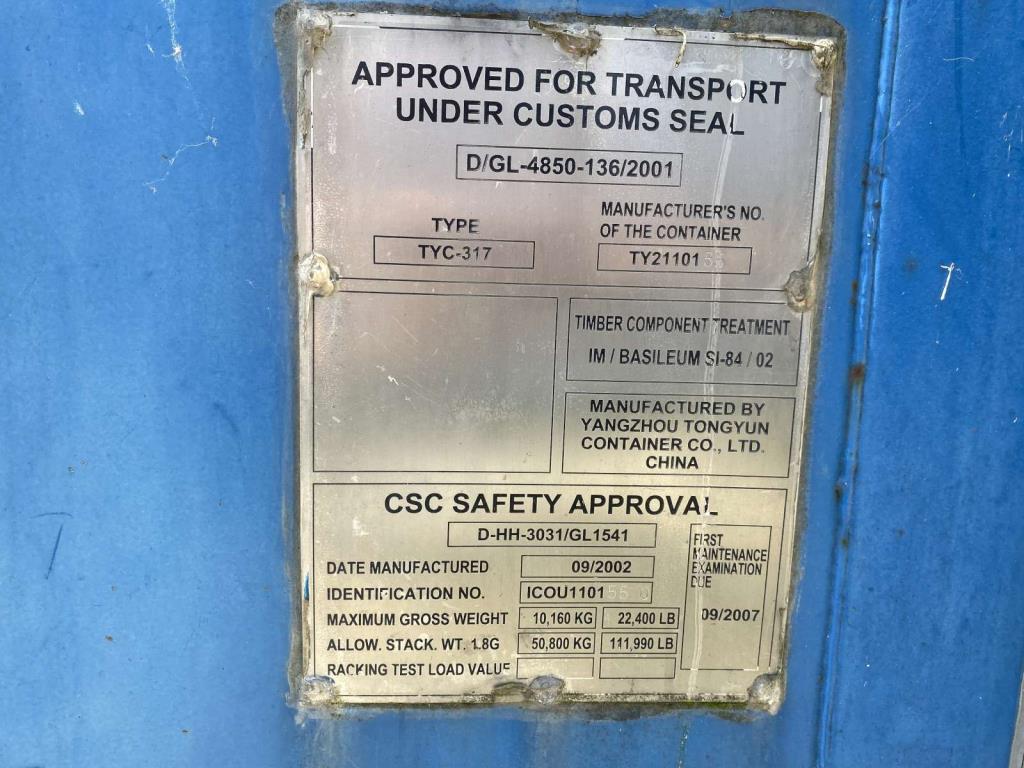 APPROVED FOR TRANSPORT
UNDER CUSTOMS SEAL
D/GL-4850-136/2001
TYPE
TYC-317
MANUFACTURER'S NO.
OF THE CONTAINER
TY21101
TIMBER COMPONENT TREATMENT
IM / BASILEUM SI-84 / 02
MANUFACTURED BY
YANGZHOU TONGYUN
CONTAINER CO., LTD.
CHINA
CSC SAFETY APPROVAL
D-HH-3031/GL1541
DATE MANUFACTURED 09/2002
IDENTIFICATION NO. ICOU1101
MAXIMUM GROSS WEIGHT 10,160 KG 22,400 LB
ALLOW. STACK. WT. 1.8G 50,800 KG 111,990 LB
RACKING TEST LOAD VALUE
FIRST
MAINTENANCE
EXAMINATION
DUE
09/2007